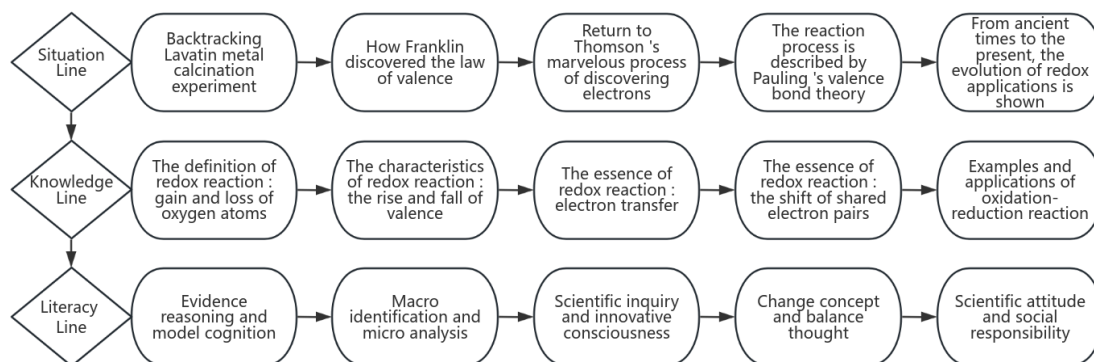 Situation
Line
Backtracking
Lavatin metal
calcination
experiment
How Franklin
discovered the law
of valence
Return to
Thomson 's
marvelous process
of discovering
electrons
The reaction
process is
described by
Pauling 's valence
bond theory
From ancient
times to the
present, the
evolution of redox
applications is
shown
Knowledge
Line
The definition of
redox reaction :
gain and loss of
oxygen atoms
The characteristics
of redox reaction :
the rise and fall of
valence
The essence of
redox reaction :
electron transfer
The essence of
redox reaction :
the shift of shared
electron pairs
Examples and
applications of
oxidation-
reduction reaction
Literacy
Line
Evidence
reasoning and
model cognition
Macro
identification and
micro analysis
Scientific inquiry
and innovative
consciousness
Change concept
and balance
thought
Scientific attitude
and social
responsibility